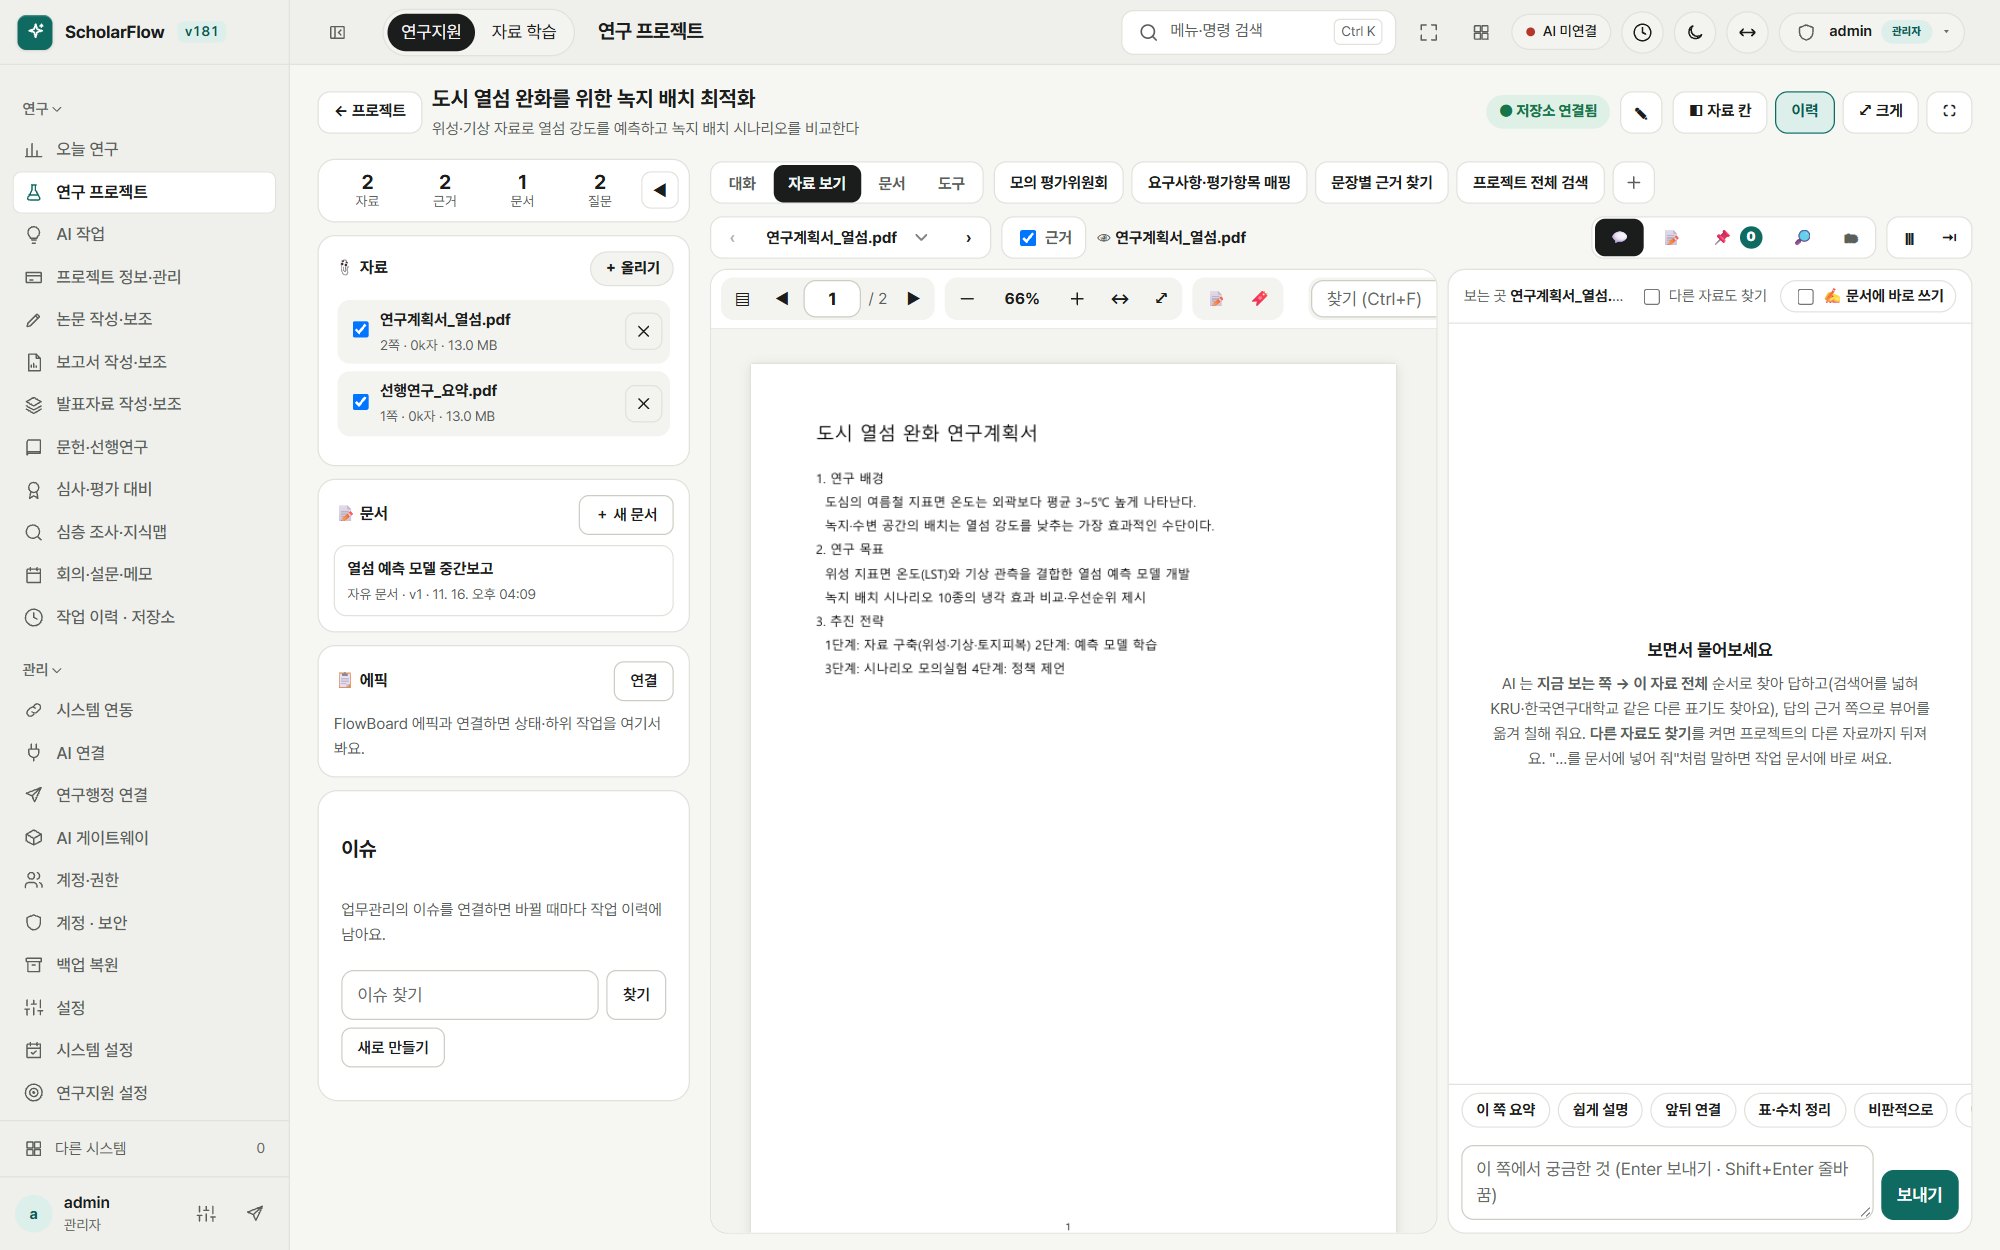 ScholarFlow v181
연구지원 자료 학습 연구 프로젝트
메뉴·명령 검색 Ctrl K
AI 미연결
admin 관리자
연구
오늘 연구
연구 프로젝트
AI 작업
프로젝트 정보·관리
논문 작성·보조
보고서 작성·보조
발표자료 작성·보조
문헌·선행연구
심사·평가 대비
심층 조사·지식맵
회의·설문·메모
작업 이력 · 저장소
관리
시스템 연동
AI 연결
연구행정 연결
AI 게이트웨이
계정·권한
계정 · 보안
백업 복원
설정
시스템 설정
연구지원 설정
다른 시스템 0
a admin
관리자
← 프로젝트
도시 열섬 완화를 위한 녹지 배치 최적화
위성·기상 자료로 열섬 강도를 예측하고 녹지 배치 시나리오를 비교한다
저장소 연결됨
자료 칸
이력
크게
2 2 1 2
자료 근거 문서 질문
자료
+ 올리기
연구계획서_열섬.pdf
2쪽 · 0k자 · 13.0 MB
선행연구_요약.pdf
1쪽 · 0k자 · 13.0 MB
문서
+ 새 문서
열섬 예측 모델 중간보고
자유 문서 · v1 · 11. 16. 오후 04:09
에픽
연결
FlowBoard 에픽과 연결하면 상태·하위 작업을 여기서
봐요.
이슈
업무관리의 이슈를 연결하면 바뀔 때마다 작업 이력에
남아요.
이슈 찾기
찾기
새로 만들기
대화 자료 보기 문서 도구
모의 평가위원회
요구사항·평가항목 매핑
문장별 근거 찾기
프로젝트 전체 검색
+
‹ 연구계획서_열섬.pdf ›
근거
연구계획서_열섬.pdf
0
1 / 2
66%
찾기 (Ctrl+F)
도시 열섬 완화 연구계획서
1. 연구 배경
도심의 여름철 지표면 온도는 외곽보다 평균 3~5℃ 높게 나타난다.
녹지·수변 공간의 배치는 열섬 강도를 낮추는 가장 효과적인 수단이다.
2. 연구 목표
위성 지표면 온도(LST)와 기상 관측을 결합한 열섬 예측 모델 개발
녹지 배치 시나리오 10종의 냉각 효과 비교·우선순위 제시
3. 추진 전략
1단계: 자료 구축(위성·기상·토지피복) 2단계: 예측 모델 학습
3단계: 시나리오 모의실험 4단계: 정책 제언
1
보는 곳 연구계획서_열섬....
다른 자료도 찾기
문서에 바로 쓰기
보면서 물어보세요
AI 는 지금 보는 쪽 → 이 자료 전체 순서로 찾아 답하고(검색어를 넓혀
KRU·한국연구대학교 같은 다른 표기도 찾아요), 답의 근거 쪽으로 뷰어를
옮겨 칠해 줘요. 다른 자료도 찾기를 켜면 프로젝트의 다른 자료까지 뒤져
요. "...를 문서에 넣어 줘"처럼 말하면 작업 문서에 바로 써요.
이 쪽 요약
쉽게 설명
앞뒤 연결
표·수치 정리
비판적으로
이 쪽에서 궁금한 것 (Enter 보내기 · Shift+Enter 줄바
꿈)
보내기